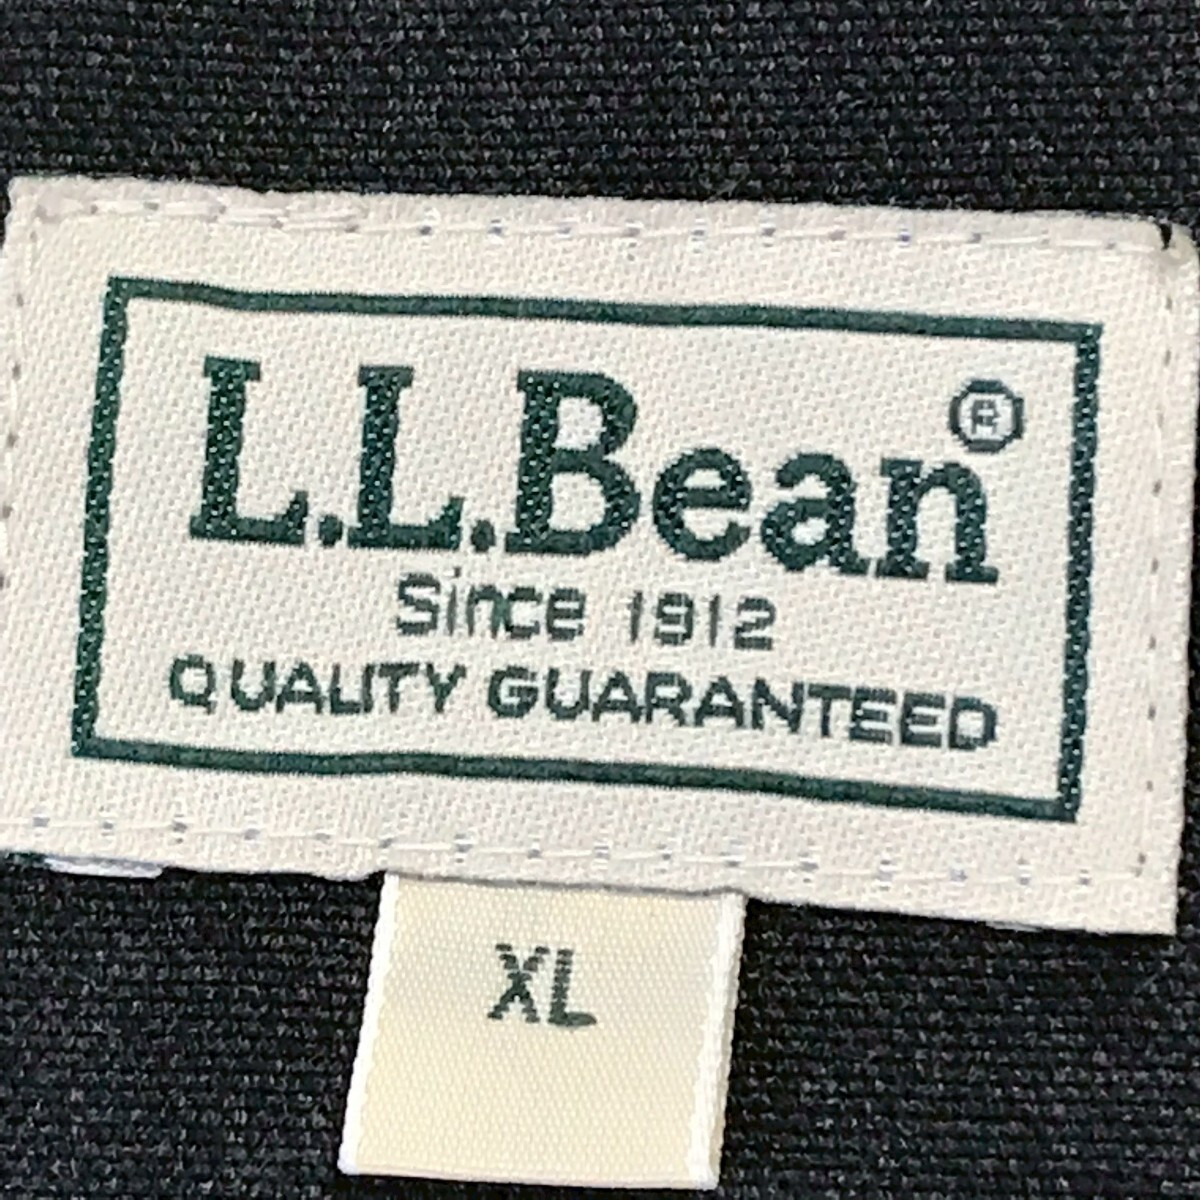 L.L.Bean®
Since 1912
QUALITY GUARANTEED
XL